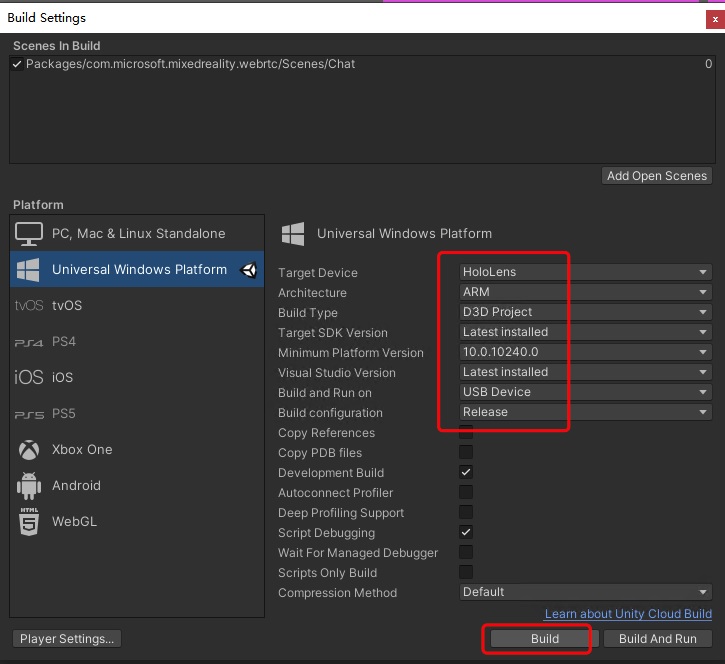 Build Settings
x
Scenes In Build
Packages/com.microsoft.mixedreality.webrtc/Scenes/Chat 0
Add Open Scenes
Platform
PC, Mac & Linux Standalone
Universal Windows Platform
tvOS tvOS
PS4 PS4
iOS iOS
PS5 PS5
Xbox One
Android
HTML
5
WebGL
Universal Windows Platform
Target Device HoloLens
Architecture ARM
Build Type D3D Project
Target SDK Version Latest installed
Minimum Platform Version 10.0.10240.0
Visual Studio Version Latest installed
Build and Run on USB Device
Build configuration Release
Copy References
Copy PDB files
Development Build
Autoconnect Profiler
Deep Profiling Support
Script Debugging
Wait For Managed Debugger
Scripts Only Build
Compression Method Default
Learn about Unity Cloud Build
Player Settings... Build Build And Run